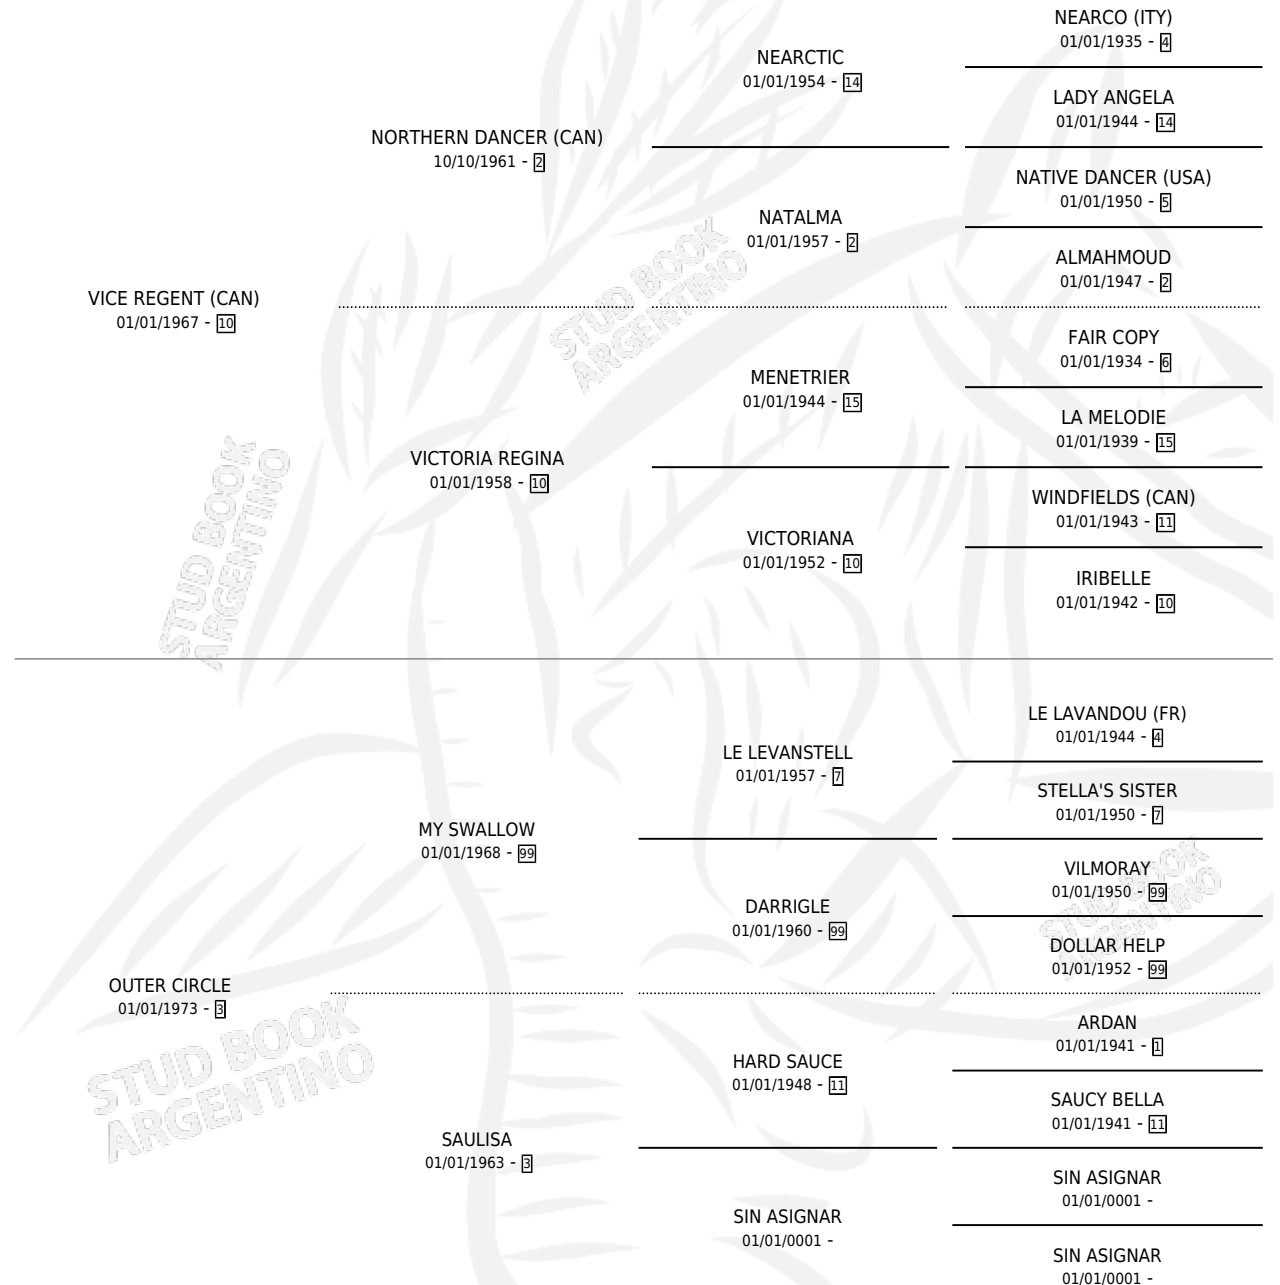 NEARCO (ITY)
01/01/1935 - 4
NEARCTIC
01/01/1954 - 14
LADY ANGELA
01/01/1944 - 14
NORTHERN DANCER (CAN)
10/10/1961 - 2
NATIVE DANCER (USA)
01/01/1950 - 5
NATALMA
01/01/1957 - 2
ALMAHMOUD
01/01/1947 - 2
VICE REGENT (CAN)
01/01/1967 - 10
FAIR COPY
01/01/1934 - 6
MENETRIER
01/01/1944 - 15
LA MELODIE
01/01/1939 - 15
VICTORIA REGINA
01/01/1958 - 10
WINDFIELDS (CAN)
01/01/1943 - 11
VICTORIANA
01/01/1952 - 10
IRIBELLE
01/01/1942 - 10
LE LAVANDOU (FR)
01/01/1944 - 4
LE LEVANSTELL
01/01/1957 - 7
STELLA'S SISTER
01/01/1950 - 7
MY SWALLOW
01/01/1968 - 99
VILMORAY
01/01/1950 - 99
DARRIGLE
01/01/1960 - 99
DOLLAR HELP
01/01/1952 - 99
OUTER CIRCLE
01/01/1973 - 3
ARDAN
01/01/1941 - 1
HARD SAUCE
01/01/1948 - 11
SAUCY BELLA
01/01/1941 - 11
SAULISA
01/01/1963 - 3
SIN ASIGNAR
01/01/0001 -
SIN ASIGNAR
01/01/0001 -
SIN ASIGNAR
01/01/0001 -
STUD BOOK
ARGENTINO
STUD BOOK
ARGENTINO
STUD BOOK
ARGENTINO
STUD BOOK
ARGENTINO